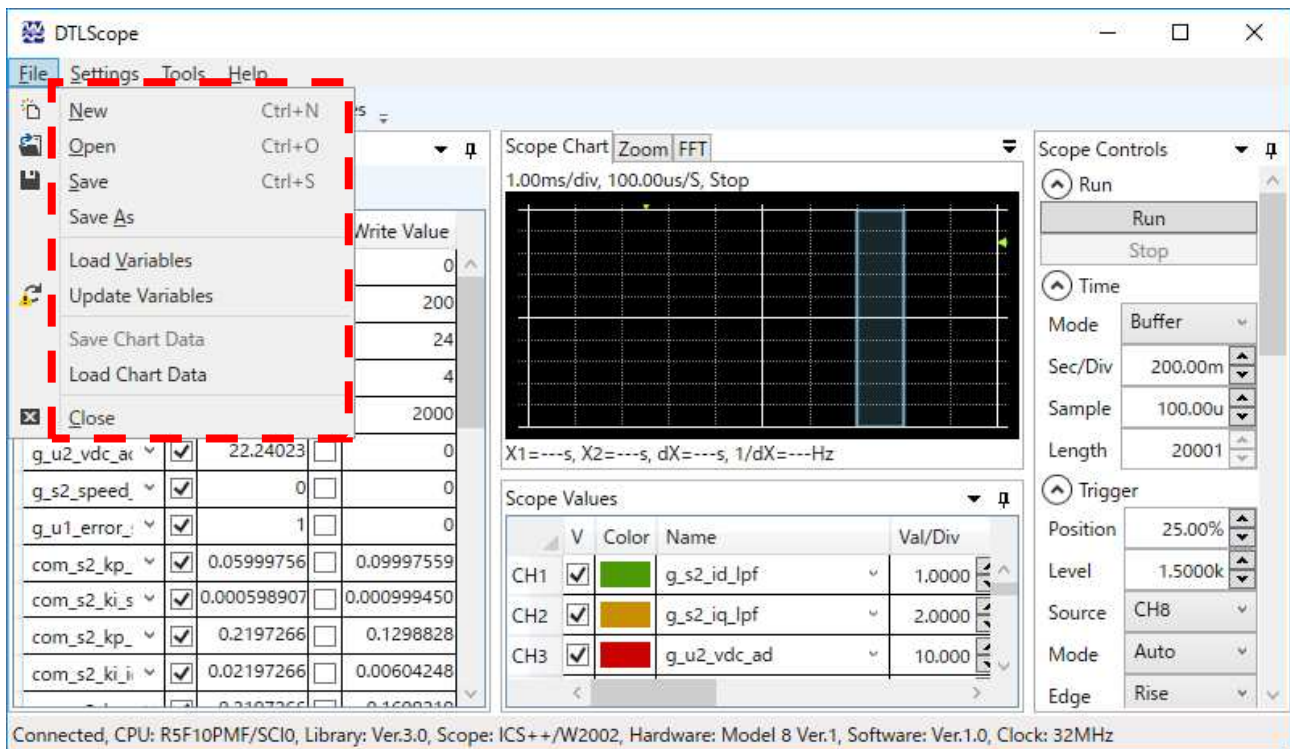 DTLScope
File Settings Tools Help
New Ctrl+N
Open Ctrl+O
Save Ctrl+S
Save As
Load Variables
Update Variables
Save Chart Data
Load Chart Data
Close
Write Value
0
200
24
4
2000
g_u2_vdc_ac 22.24023 0
g_s2_speed_ 0 0
g_u1_error_ 1 0
com_s2_kp_ 0.05999756 0.09997559
com_s2_ki_s 0.000598907 0.000999450
com_s2_kp_ 0.2197266 0.1298828
com_s2_ki_i 0.02197266 0.00604248
Scope Chart Zoom FFT
1.00ms/div, 100.00us/S, Stop
X1=---s, X2=---s, dX=---s, 1/dX=---Hz
Scope Values
V Color Name Val/Div
CH1 g_s2_id_lpf 1.0000
CH2 g_s2_iq_lpf 2.0000
CH3 g_u2_vdc_ad 10.000
Scope Controls
Run
Run
Stop
Time
Mode Buffer
Sec/Div 200.00m
Sample 100.00u
Length 20001
Trigger
Position 25.00%
Level 1.5000k
Source CH8
Mode Auto
Edge Rise
Connected, CPU: R5F10PMF/SCI0, Library: Ver.3.0, Scope: ICS++/W2002, Hardware: Model 8 Ver.1, Software: Ver.1.0, Clock: 32MHz